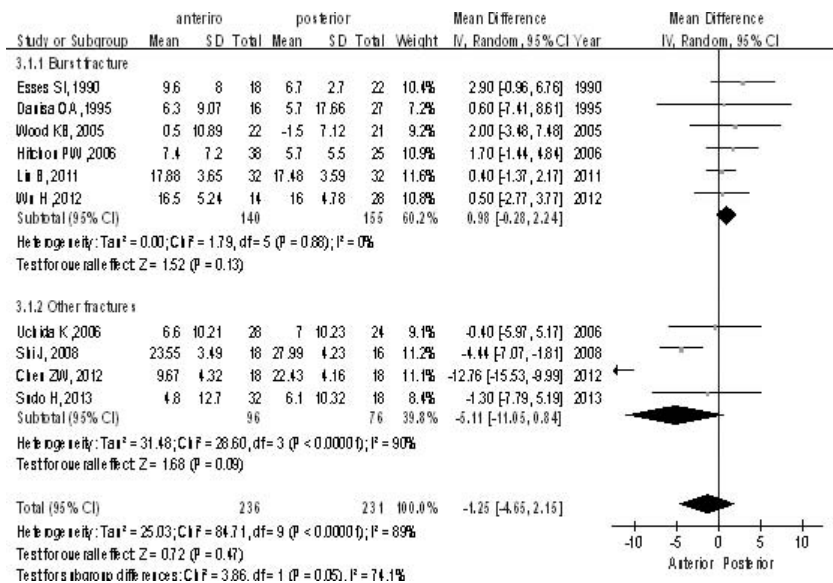 anteriro posterior Mean Difference Mean Difference
Study or Subgroup Mean SD Total Mean SD Total Weight IV, Random, 95% CI Year IV, Random, 95% CI
3.1.1 Burst fracture
Esses SI, 1990 9.6 8 18 6.7 2.7 22 10.4% 2.90 [-0.96, 6.76] 1990
Danisa OA, 1995 6.3 9.07 16 5.7 17.66 27 7.2% 0.60 [-7.41, 8.61] 1995
Wood KB, 2005 0.5 10.89 22 -1.5 7.12 21 9.2% 2.00 [-3.48, 7.48] 2005
Hitchon PW, 2006 7.4 7.2 38 5.7 5.5 25 10.8% 1.70 [-1.44, 4.84] 2006
Lin B, 2011 17.88 3.65 32 17.48 3.59 32 11.4% 0.40 [-1.37, 2.17] 2011
Wu H, 2012 16.5 5.24 14 16 4.78 28 10.8% 0.50 [-2.77, 3.77] 2012
Subtotal (95% CI) 140 155 60.2% 0.98 [-0.28, 2.24]
Heterogeneity: Tau² = 0.00; Chi² = 1.79, df = 5 (P = 0.88); I² = 0%
Test for overall effect: Z = 1.52 (P = 0.13)
3.1.2 Other fractures
Uchida K, 2006 6.6 10.21 28 7 10.23 24 9.1% -0.40 [-5.97, 5.17] 2006
Shi J, 2008 23.55 3.49 18 27.99 4.23 16 11.2% -4.44 [-7.07, -1.81] 2008
Chen ZW, 2012 9.67 4.32 18 22.43 4.16 18 11.1% -12.76 [-15.53, -9.99] 2012
Sudo H, 2013 4.8 12.7 32 6.1 10.32 18 8.4% -1.30 [-7.79, 5.19] 2013
Subtotal (95% CI) 96 76 39.8% -5.11 [-11.05, 0.84]
Heterogeneity: Tau² = 31.48; Chi² = 28.60, df = 3 (P < 0.00001); I² = 90%
Test for overall effect: Z = 1.68 (P = 0.09)
Total (95% CI) 236 231 100.0% -1.25 [-4.65, 2.15]
Heterogeneity: Tau² = 25.03; Chi² = 84.71, df = 9 (P < 0.00001); I² = 89%
Test for overall effect: Z = 0.72 (P = 0.47)
Test for subgroup differences: Chi² = 3.86, df = 1 (P = 0.05), I² = 74.1%
-10 -5 0 5 10
Anterior Posterior